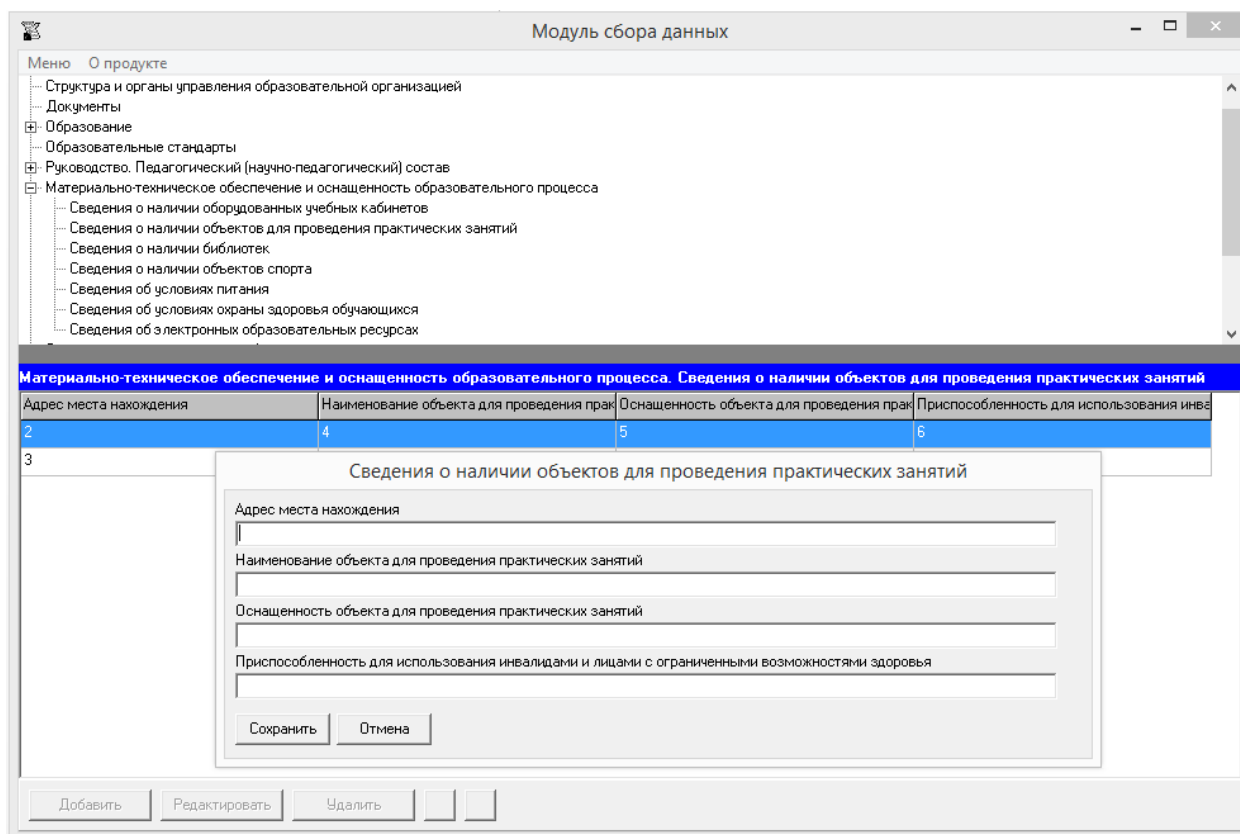 Модуль сбора данных
Меню О продукте
Структура и органы управления образовательной организацией
Документы
Образование
Образовательные стандарты
Руководство. Педагогический (научно-педагогический) состав
Материально-техническое обеспечение и оснащенность образовательного процесса
Сведения о наличии оборудованных учебных кабинетов
Сведения о наличии объектов для проведения практических занятий
Сведения о наличии библиотек
Сведения о наличии объектов спорта
Сведения об условиях питания
Сведения об условиях охраны здоровья обучающихся
Сведения об электронных образовательных ресурсах
Материально-техническое обеспечение и оснащенность образовательного процесса. Сведения о наличии объектов для проведения практических занятий
Адрес места нахождения Наименование объекта для проведения прак Оснащенность объекта для проведения прак Приспособленность для использования инва
2 4 5 6
3
Сведения о наличии объектов для проведения практических занятий
Адрес места нахождения
Наименование объекта для проведения практических занятий
Оснащенность объекта для проведения практических занятий
Приспособленность для использования инвалидами и лицами с ограниченными возможностями здоровья
Сохранить Отмена
Добавить Редактировать Удалить